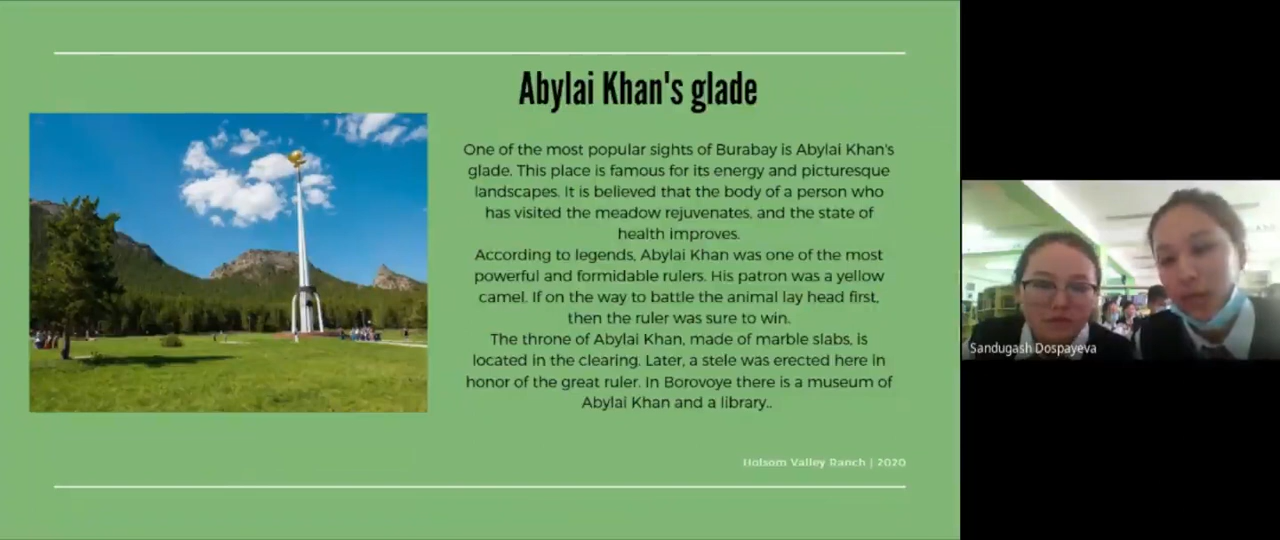 Abylai Khan's glade
One of the most popular sights of Burabay is Abylai Khan's
glade. This place is famous for its energy and picturesque
landscapes. It is believed that the body of a person who
has visited the meadow rejuvenates, and the state of
health improves.
According to legends, Abylai Khan was one of the most
powerful and formidable rulers. His patron was a yellow
camel. If on the way to battle the animal lay head first,
then the ruler was sure to win.
The throne of Abylai Khan, made of marble slabs, is
located in the clearing. Later, a stele was erected here in
honor of the great ruler. In Borovoye there is a museum of
Abylai Khan and a library..
Holsom Valley Ranch | 2020
Sandugash Dospayeva